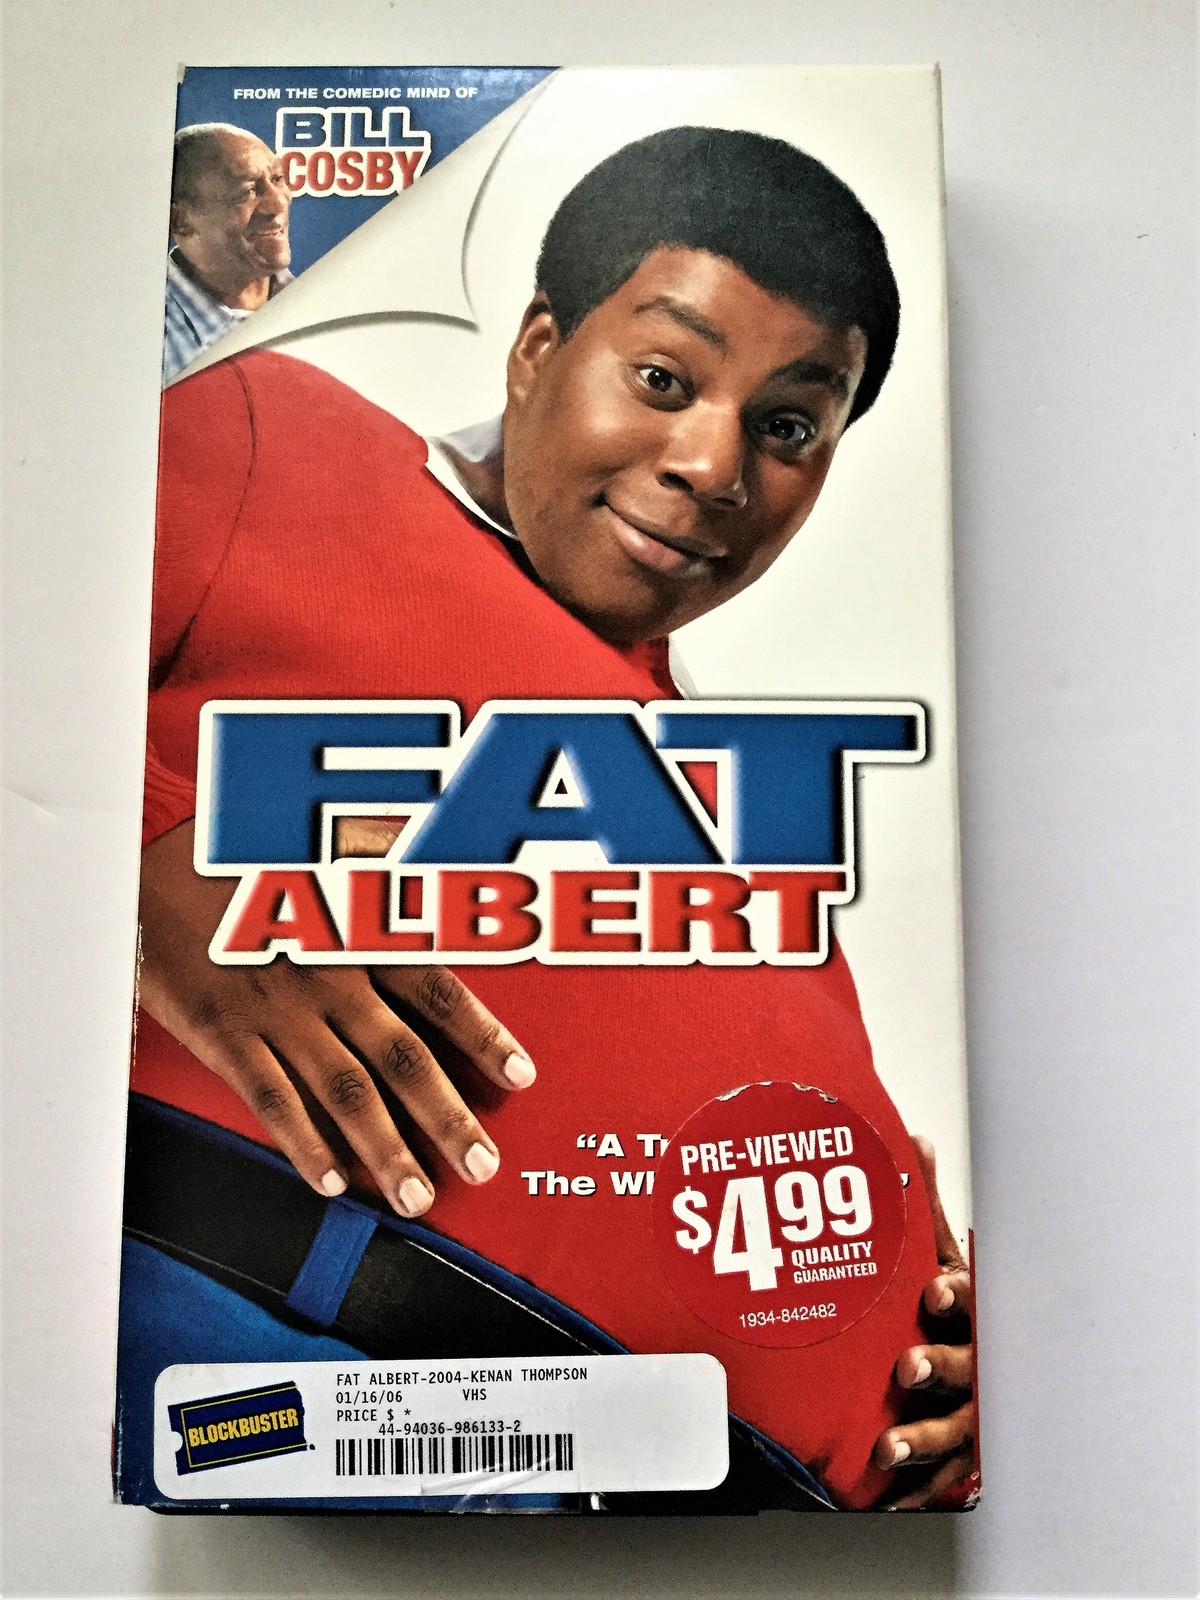 FROM THE COMEDIC MIND OF
BILL
COSBY
FAT
ALBERT
"A
The
PRE-VIEWED
$4.99
QUALITY
GUARANTEED
1934-842482
FAT ALBERT-2004-KENAN THOMPSON
01/16/06 VHS
PRICE $ *
44-94036-986133-2
BLOCKBUSTER